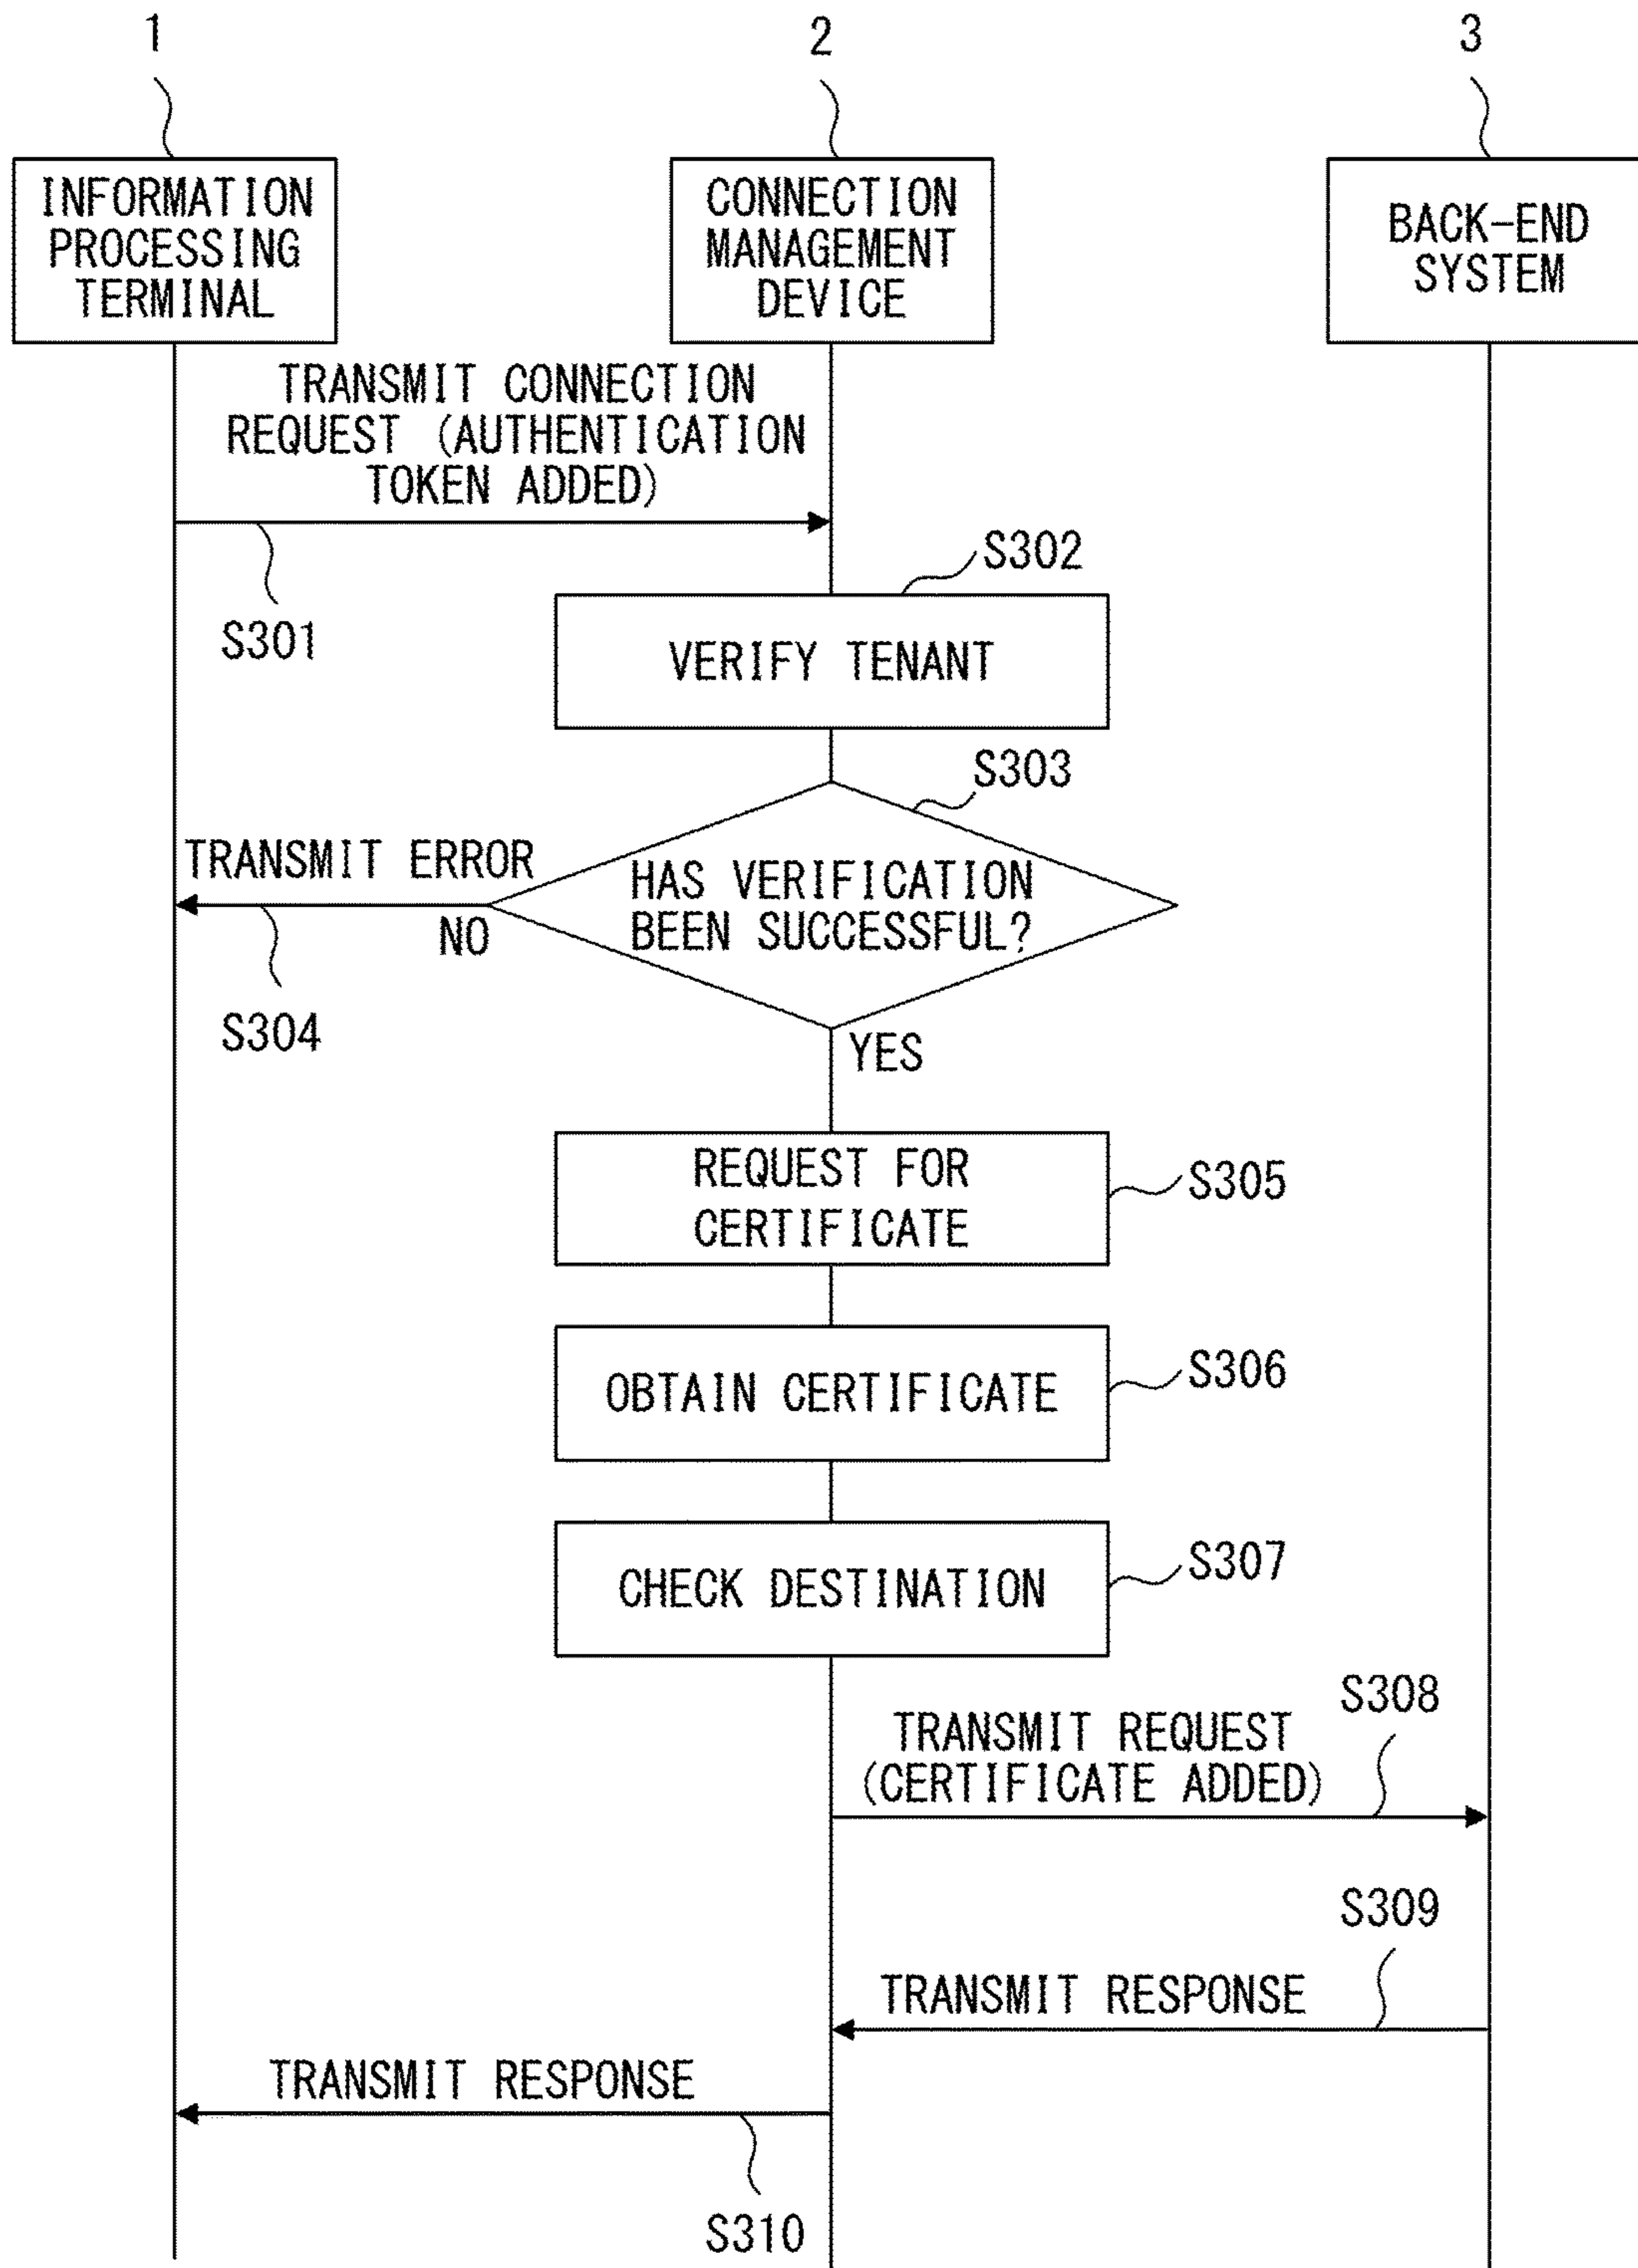 1
2
3
INFORMATION
PROCESSING
TERMINAL
CONNECTION
MANAGEMENT
DEVICE
BACK-END
SYSTEM
TRANSMIT CONNECTION
REQUEST (AUTHENTICATION
TOKEN ADDED)
S301
S302
VERIFY TENANT
S303
HAS VERIFICATION
BEEN SUCCESSFUL?
TRANSMIT ERROR
NO
S304
YES
REQUEST FOR
CERTIFICATE
S305
OBTAIN CERTIFICATE
S306
CHECK DESTINATION
S307
S308
TRANSMIT REQUEST
(CERTIFICATE ADDED)
S309
TRANSMIT RESPONSE
TRANSMIT RESPONSE
S310